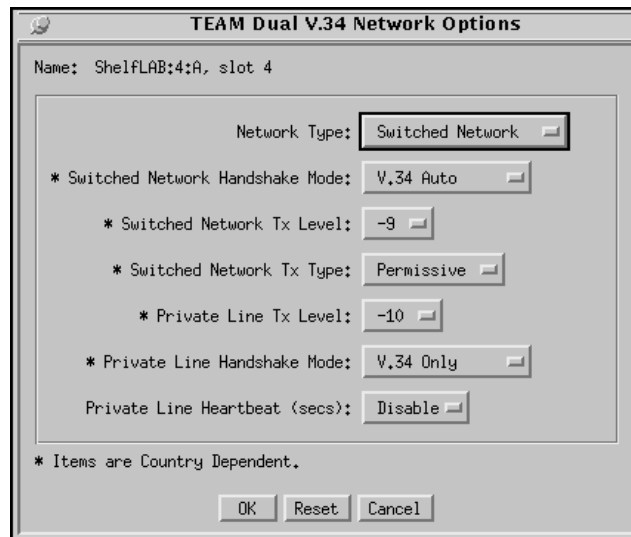 TEAM Dual V.34 Network Options
Name: ShelfLAB:4:A, slot 4
Network Type: Switched Network
* Switched Network Handshake Mode: V.34 Auto
* Switched Network Tx Level: -9
* Switched Network Tx Type: Permissive
* Private Line Tx Level: -10
* Private Line Handshake Mode: V.34 Only
Private Line Heartbeat (secs): Disable
* Items are Country Dependent.
OK Reset Cancel